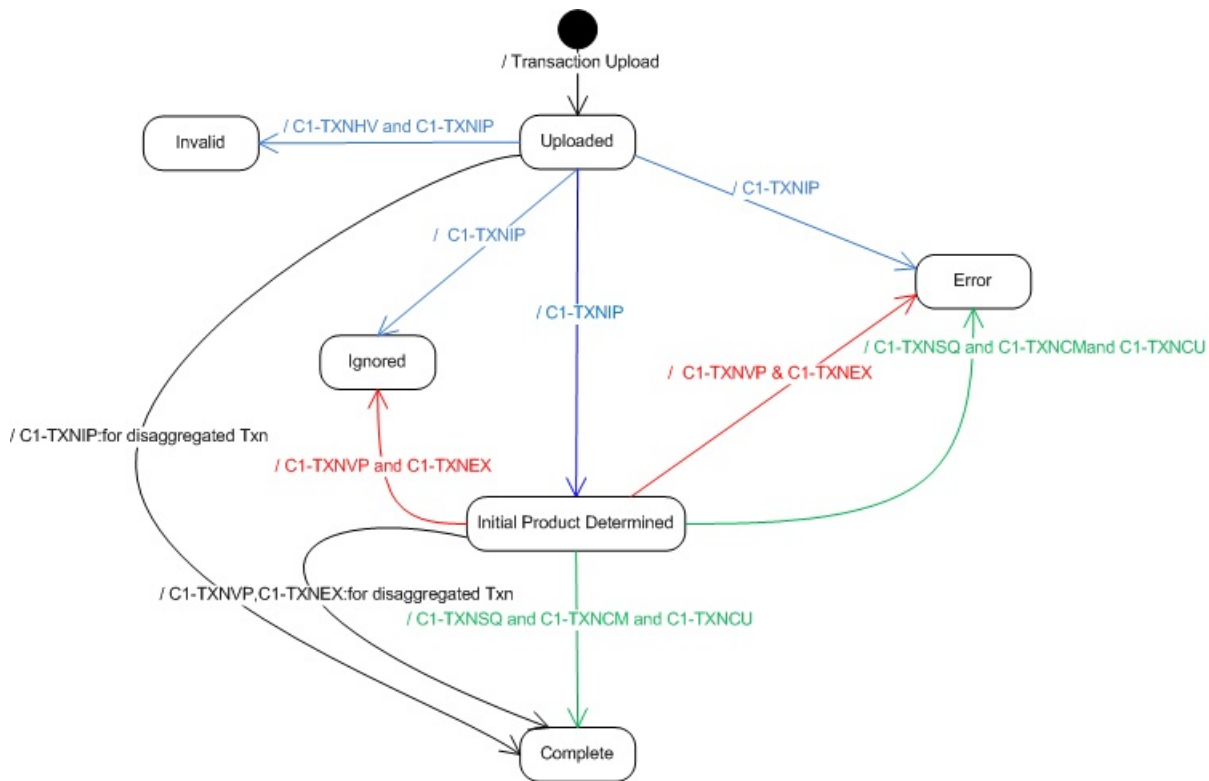 / Transaction Upload
Invalid
/ C1-TXNHV and C1-TXNIP
Uploaded
/ C1-TXNIP
/ C1-TXNIP
Error
/ C1-TXNIP
/ C1-TXNSQ and C1-TXNCMand C1-TXNCU
Ignored
/ C1-TXNVP & C1-TXNEX
/ C1-TXNIP:for disaggregated Txn
/ C1-TXNVP and C1-TXNEX
Initial Product Determined
/ C1-TXNVP,C1-TXNEX:for disaggregated Txn
/ C1-TXNSQ and C1-TXNCM and C1-TXNCU
Complete